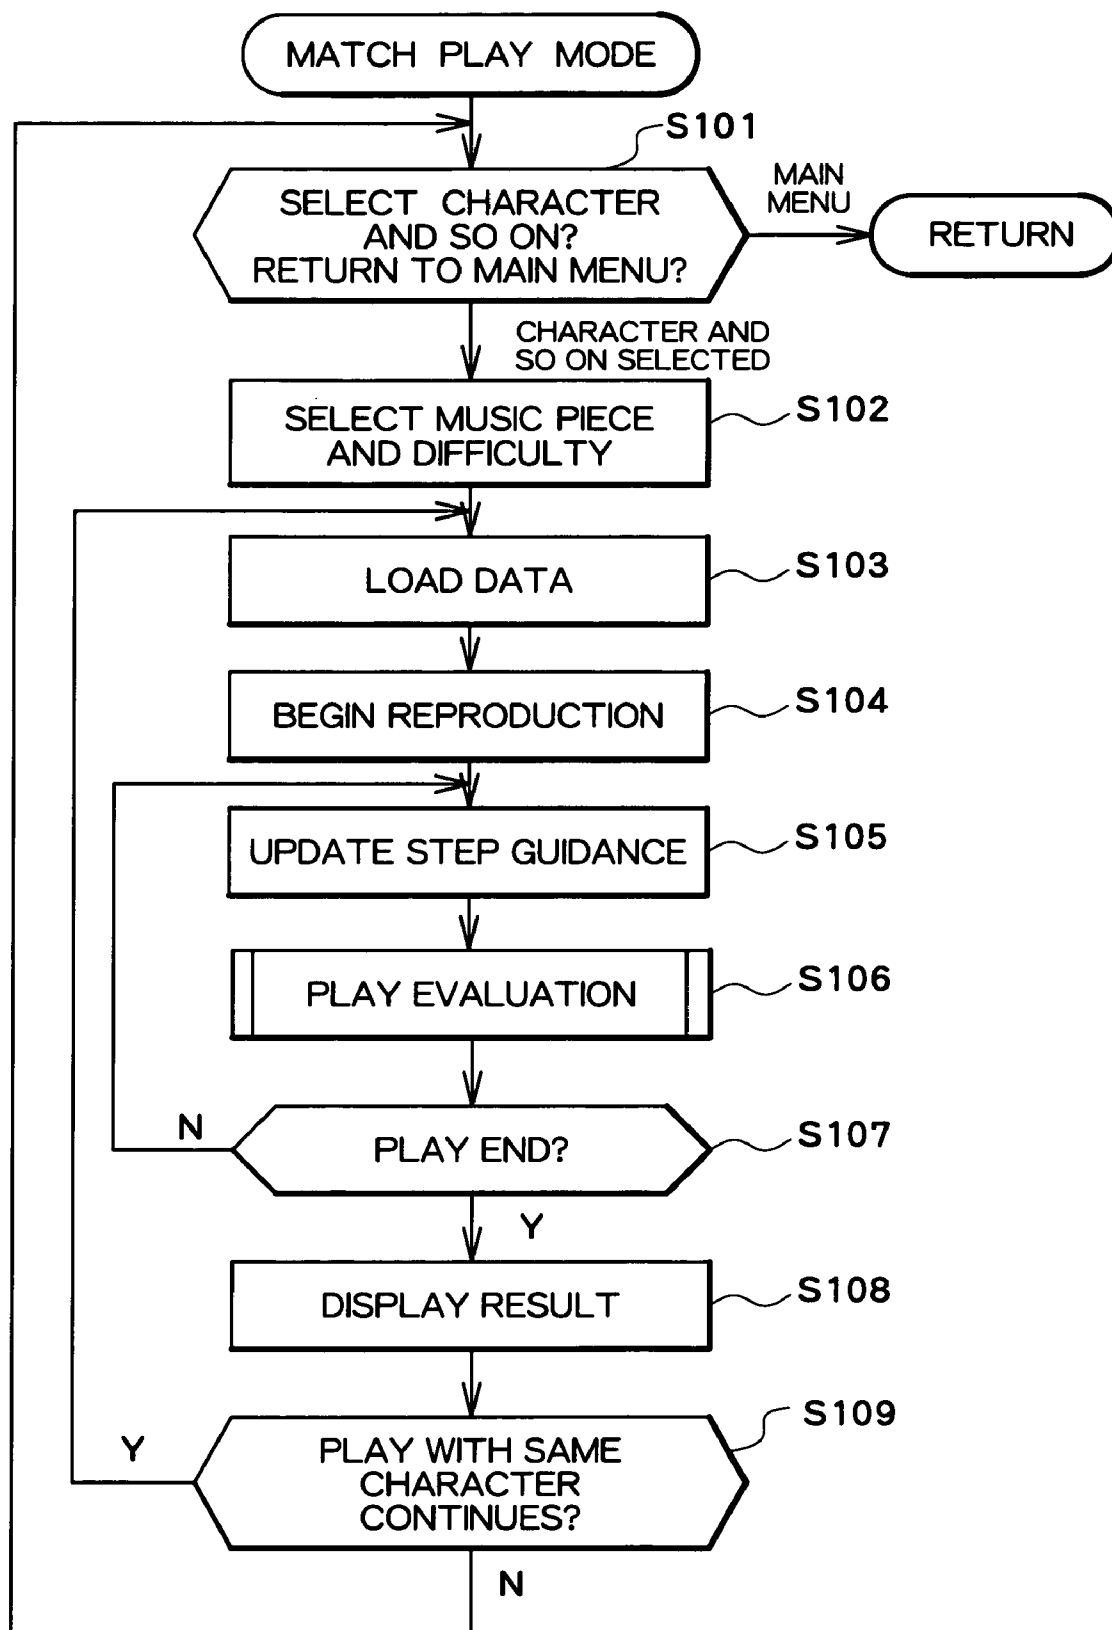 MATCH PLAY MODE
S101
SELECT CHARACTER
AND SO ON?
RETURN TO MAIN MENU?
MAIN
MENU
RETURN
CHARACTER AND
SO ON SELECTED
SELECT MUSIC PIECE
AND DIFFICULTY
S102
LOAD DATA
S103
BEGIN REPRODUCTION
S104
UPDATE STEP GUIDANCE
S105
PLAY EVALUATION
S106
N
PLAY END?
S107
Y
DISPLAY RESULT
S108
Y
PLAY WITH SAME
CHARACTER
CONTINUES?
S109
N